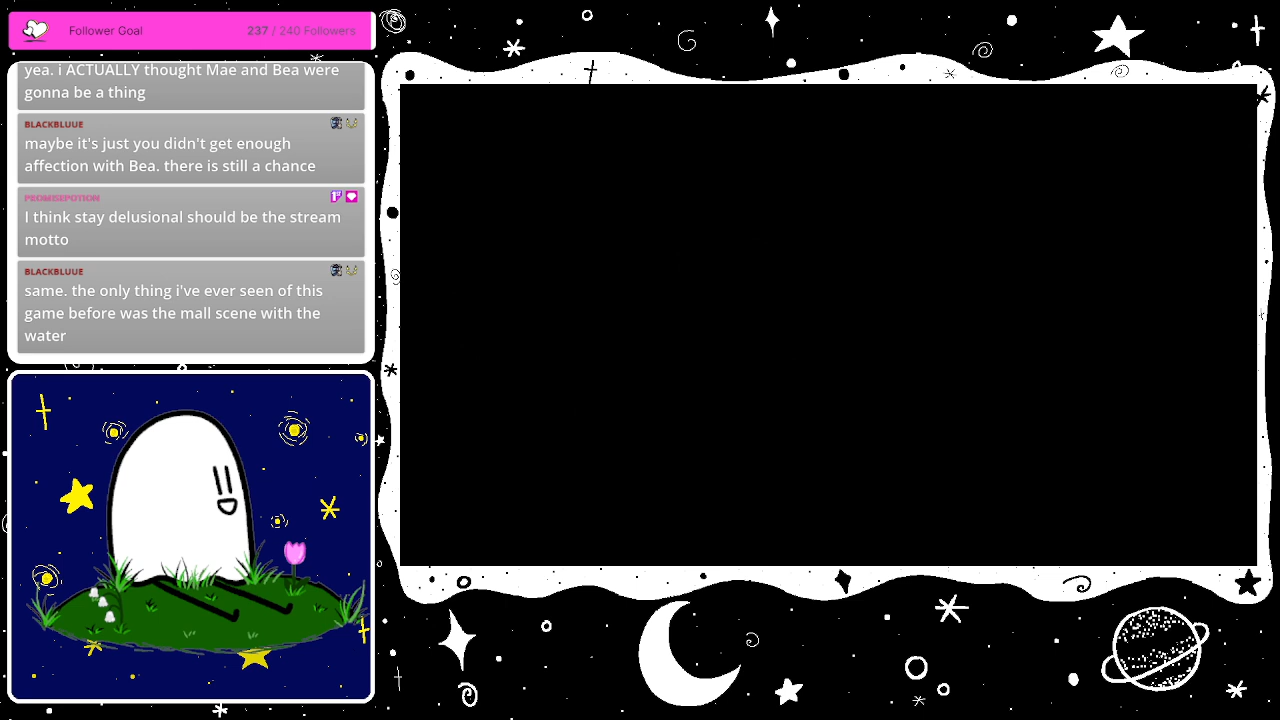 Follower Goal
237 / 240 Followers
yea. i ACTUALLY thought Mae and Bea were
gonna be a thing
BLACKBLUUE
maybe it's just you didn't get enough
affection with Bea. there is still a chance
PROMISEPOTION
I think stay delusional should be the stream
motto
BLACKBLUUE
same. the only thing i've ever seen of this
game before was the mall scene with the
water